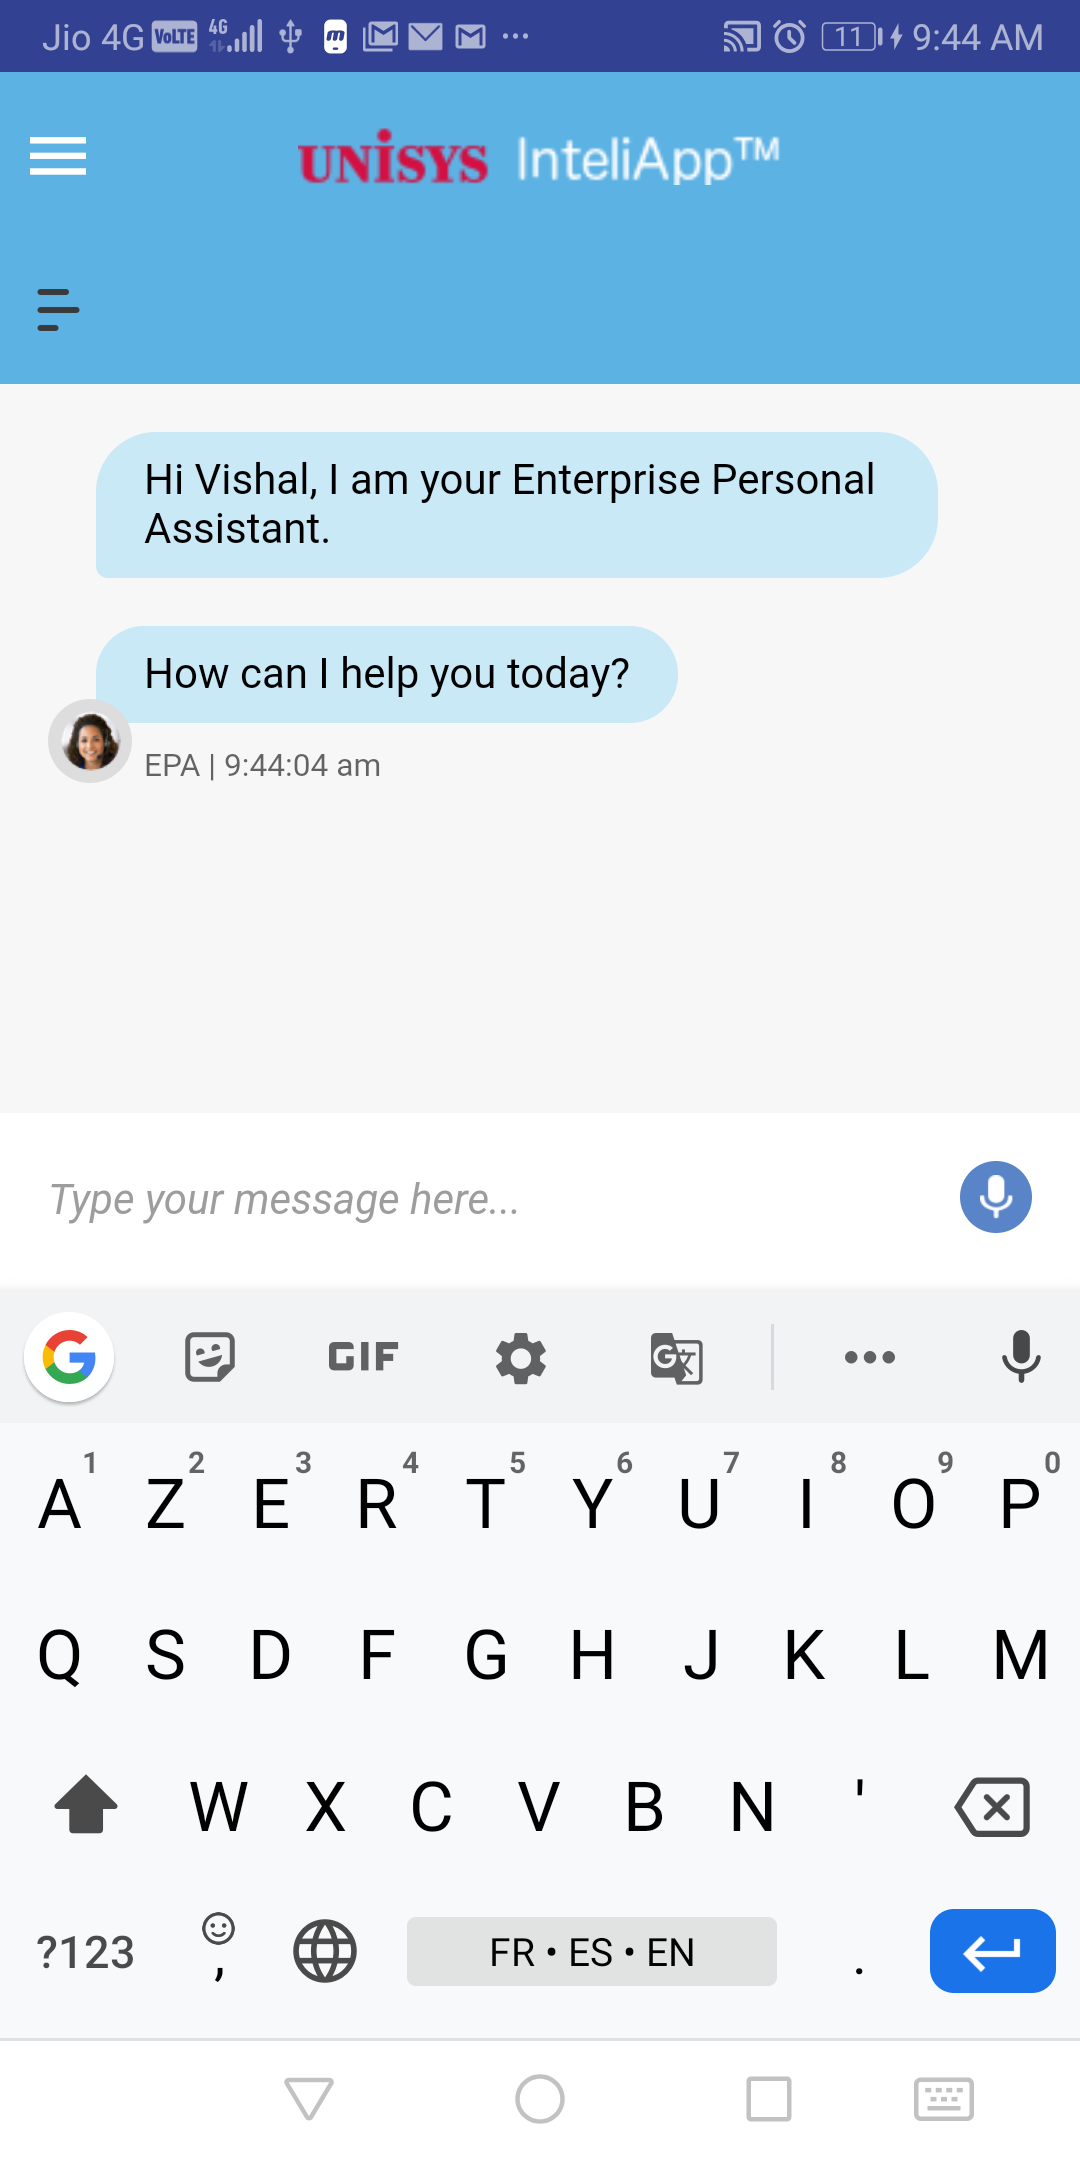 Jio 4G VoLTE 4G m 11 9:44 AM
UNiSYS InteliApp™
Hi Vishal, I am your Enterprise Personal
Assistant.
How can I help you today?
EPA | 9:44:04 am
Type your message here...
G GIF G 文
1 2 3 4 5 6 7 8 9 0
A Z E R T Y U I O P
Q S D F G H J K L M
W X C V B N '
?123 , FR • ES • EN .